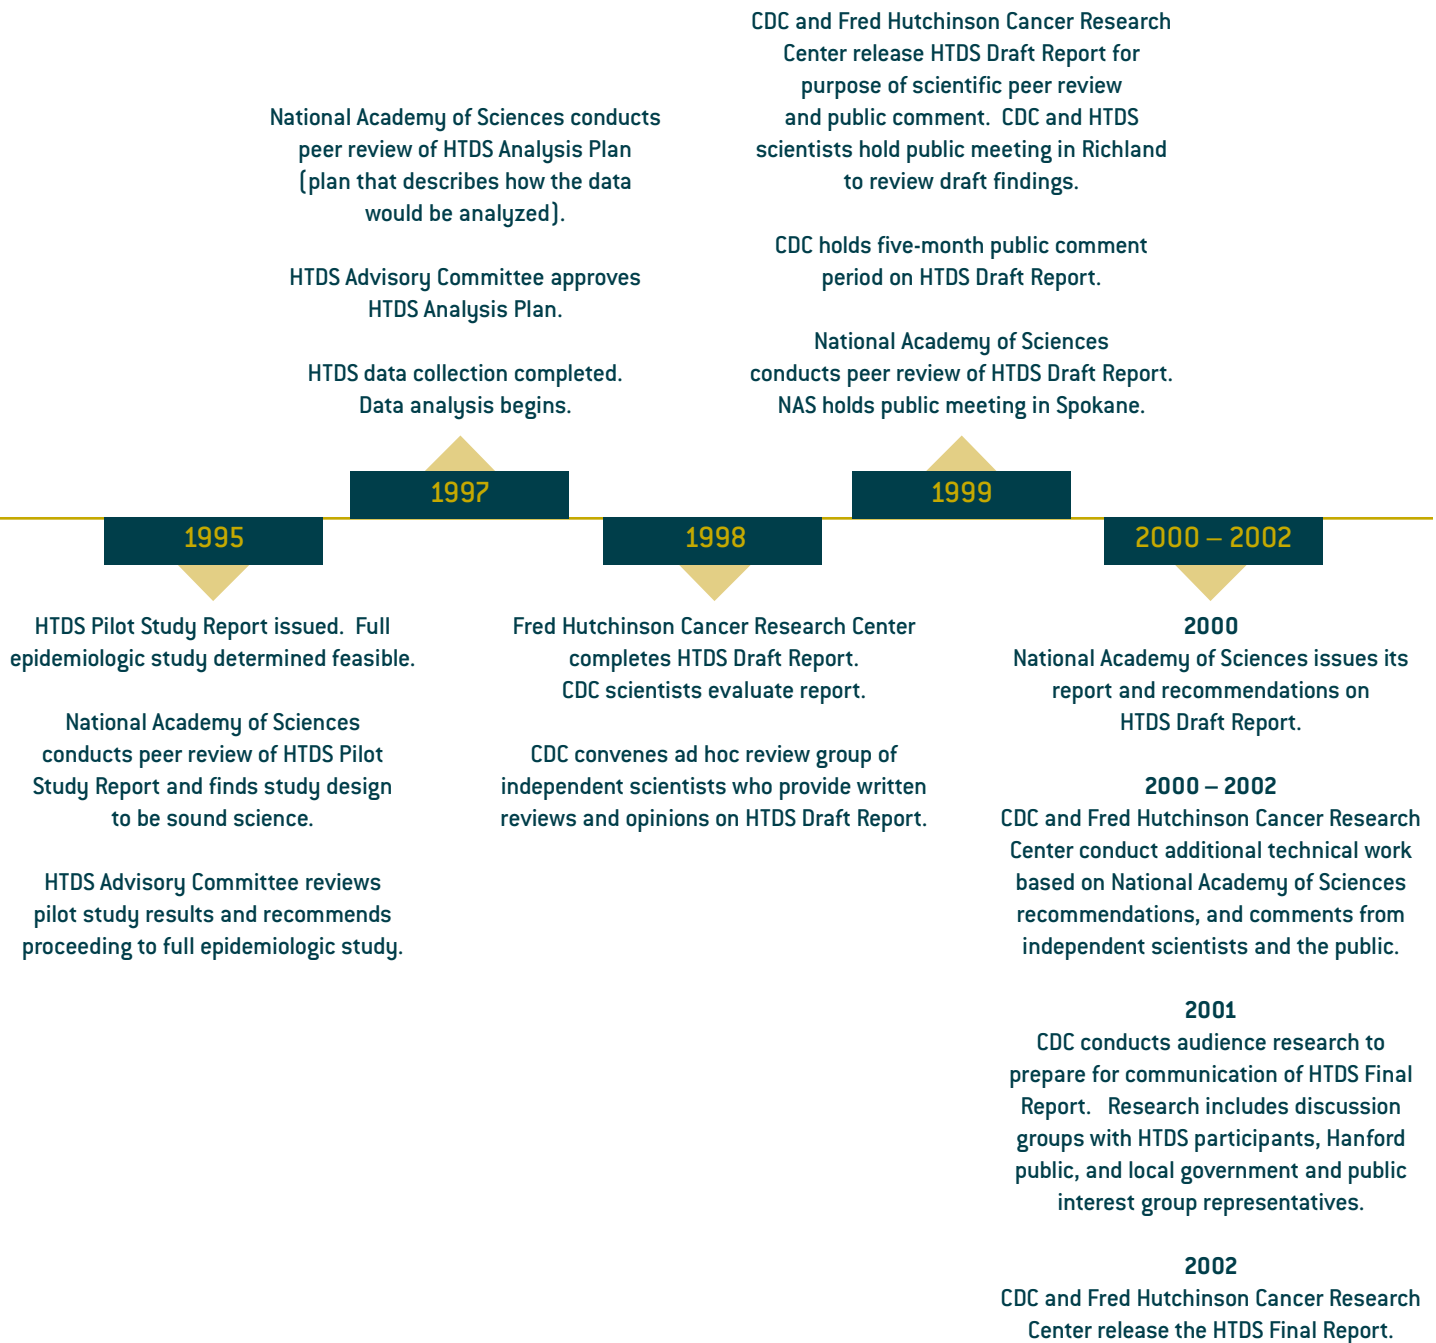 1995
HTDS Pilot Study Report issued.  Full
epidemiologic study determined feasible.
National Academy of Sciences
conducts peer review of HTDS Pilot
Study Report and finds study design
to be sound science.
HTDS Advisory Committee reviews
pilot study results and recommends
proceeding to full epidemiologic study.
National Academy of Sciences conducts
peer review of HTDS Analysis Plan
(plan that describes how the data
would be analyzed).
HTDS Advisory Committee approves
HTDS Analysis Plan.
HTDS data collection completed.
Data analysis begins.
1997
1998
Fred Hutchinson Cancer Research Center
completes HTDS Draft Report.
CDC scientists evaluate report.
CDC convenes ad hoc review group of
independent scientists who provide written
reviews and opinions on HTDS Draft Report.
CDC and Fred Hutchinson Cancer Research
Center release HTDS Draft Report for
purpose of scientific peer review
and public comment.  CDC and HTDS
scientists hold public meeting in Richland
to review draft findings.
CDC holds five-month public comment
period on HTDS Draft Report.
National Academy of Sciences
conducts peer review of HTDS Draft Report.
NAS holds public meeting in Spokane.
1999
2000 – 2002
2000
National Academy of Sciences issues its
report and recommendations on
HTDS Draft Report.
2000 – 2002
CDC and Fred Hutchinson Cancer Research
Center conduct additional technical work
based on National Academy of Sciences
recommendations, and comments from
independent scientists and the public.
2001
CDC conducts audience research to
prepare for communication of HTDS Final
Report.   Research includes discussion
groups with HTDS participants, Hanford
public, and local government and public
interest group representatives.
2002
CDC and Fred Hutchinson Cancer Research
Center release the HTDS Final Report.